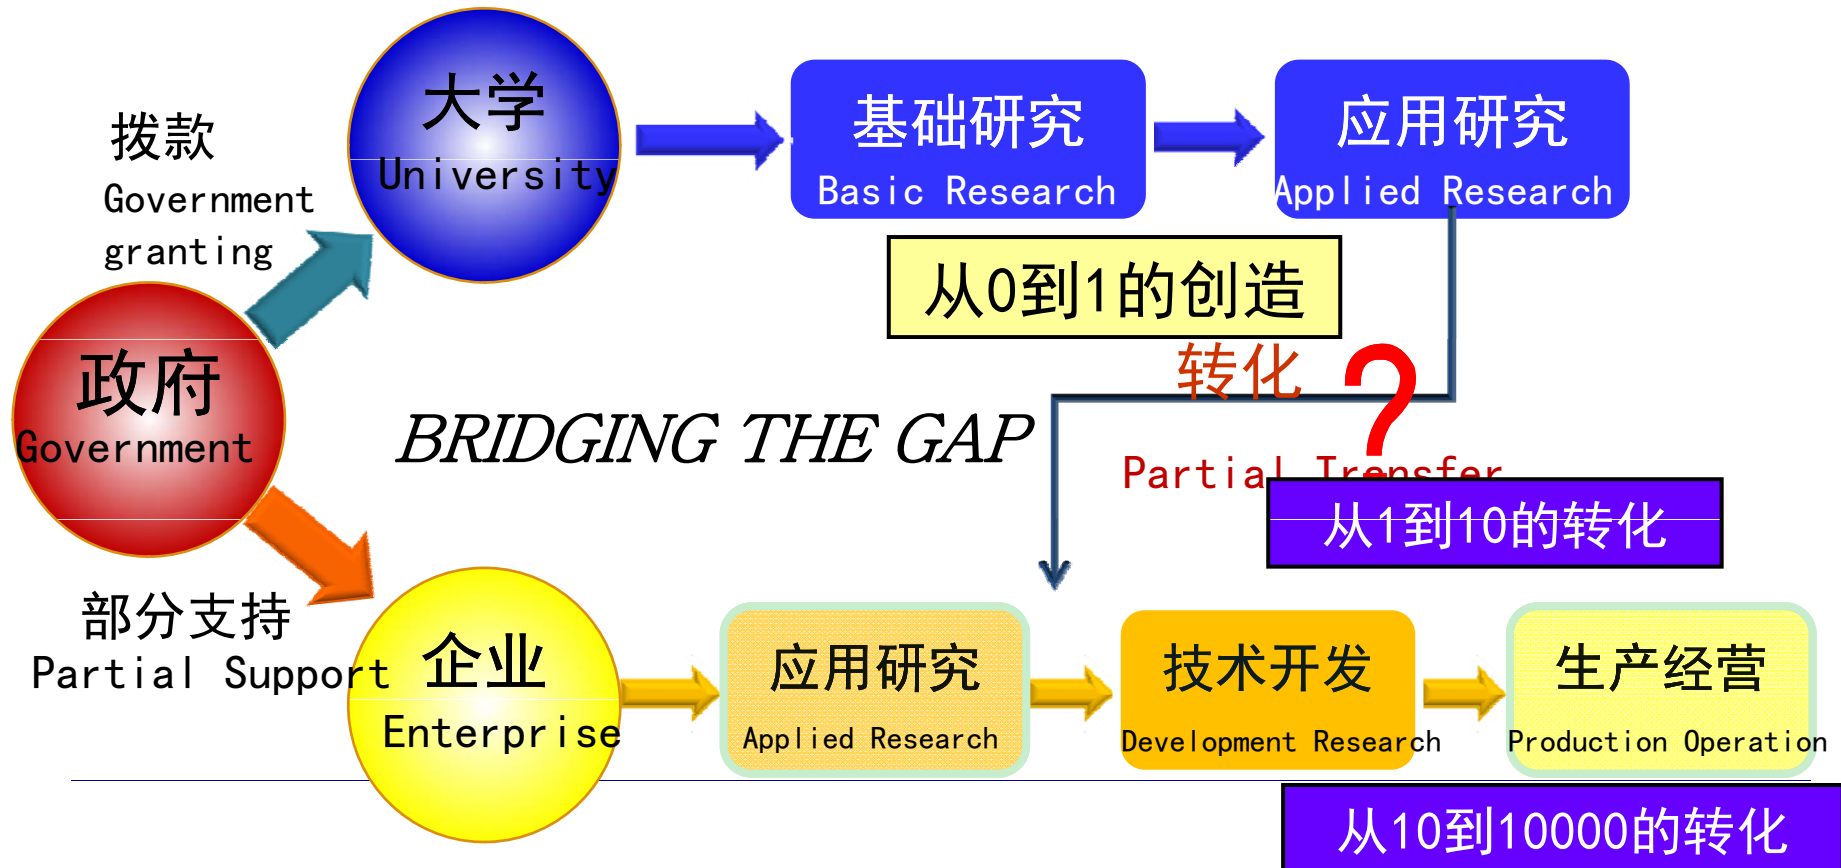 大学
University
基础研究
Basic Research
应用研究
Applied Research
拨款
Government
granting
从0到1的创造
转化
?
政府
Government
BRIDGING THE GAP
Partial Transfer
从1到10的转化
部分支持
Partial Support
企业
Enterprise
应用研究
Applied Research
技术开发
Development Research
生产经营
Production Operation
从10到10000的转化